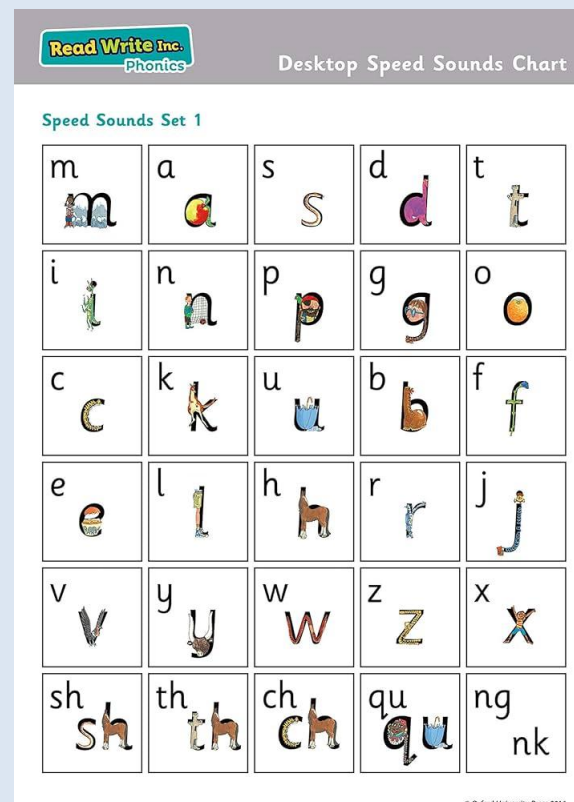 Read Write Inc.
Phonics
Desktop Speed Sounds Chart
Speed Sounds Set 1
m a s d t
i n p g o
c k u b f
e l h r j
v y w z x
sh th ch qu ng
nk